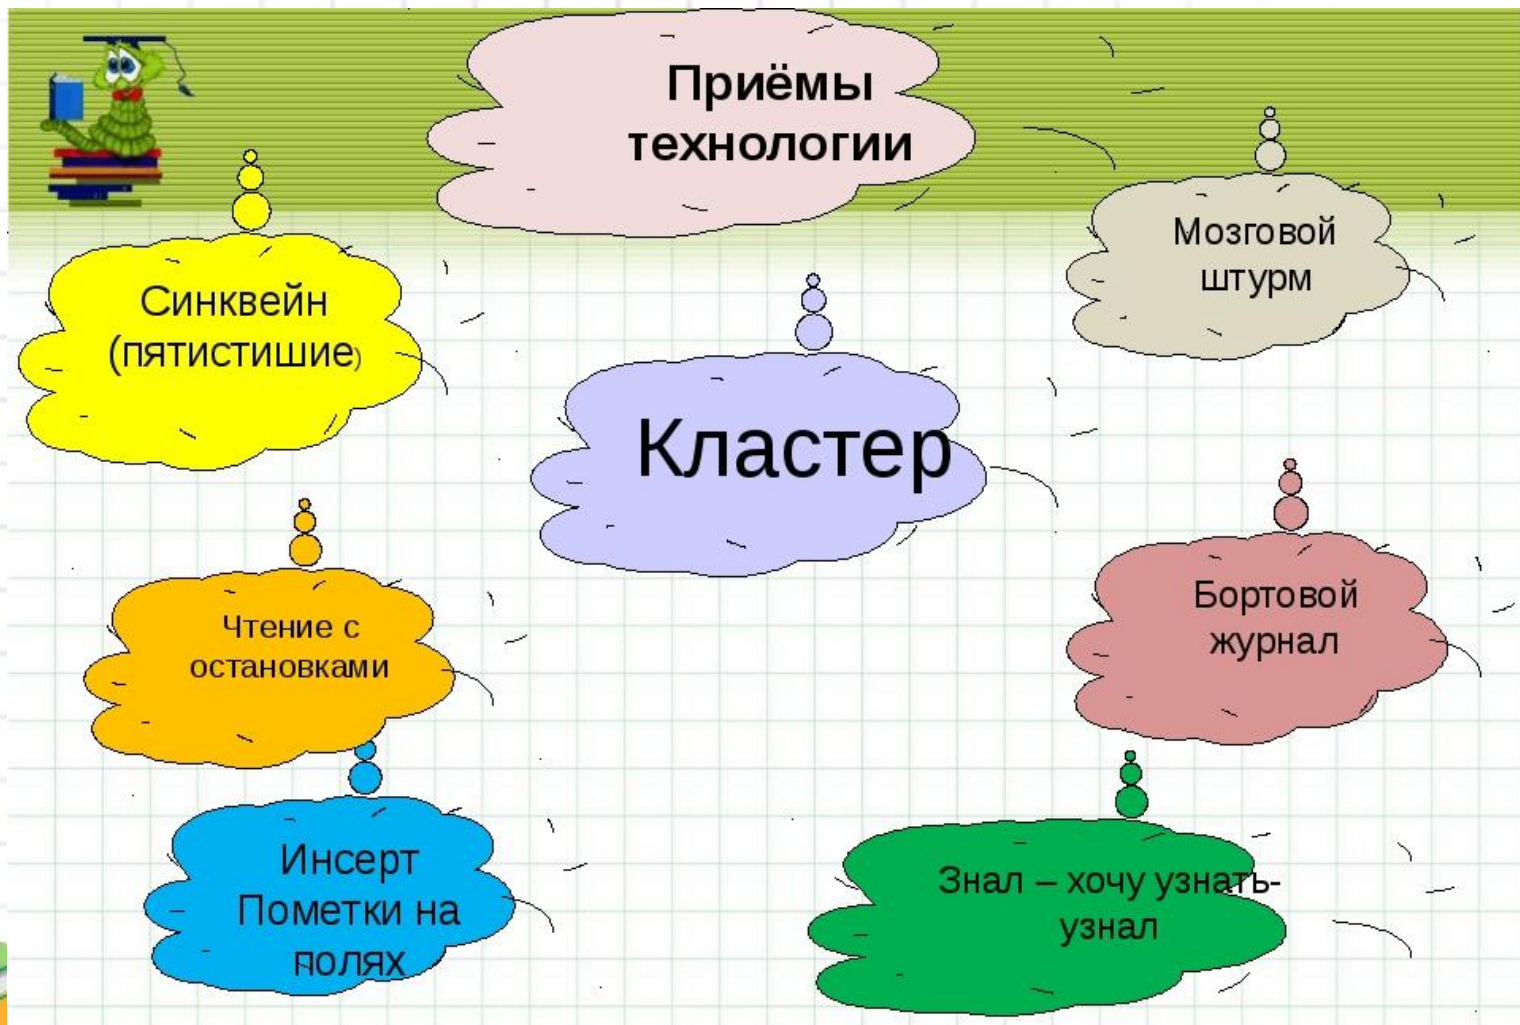 Приёмы
технологии
Мозговой
штурм
Синквейн
(пятистишие)
Кластер
Бортовой
журнал
Чтение с
остановками
Инсерт
Пометки на
полях
Знал – хочу узнать-
узнал